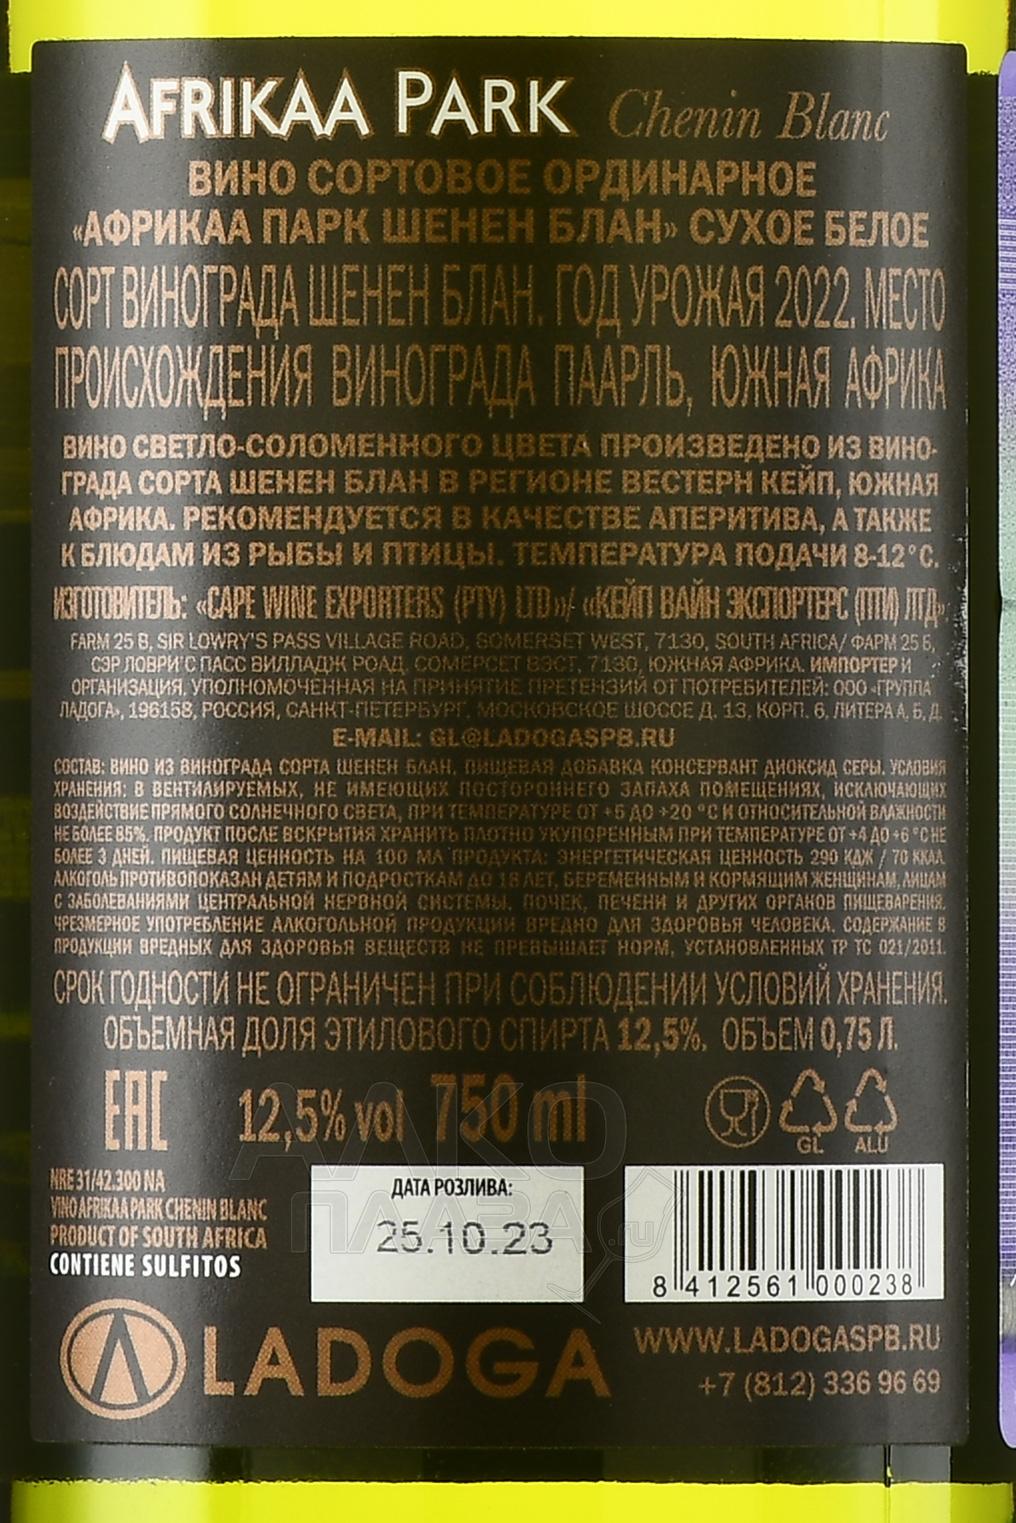 AFRIKAA PARK Chenin Blanc
ВИНО СОРТОВОЕ ОРДИНАРНОЕ
«АФРИКАА ПАРК ШЕНЕН БЛАН» СУХОЕ БЕЛОЕ
СОРТ ВИНОГРАДА ШЕНЕН БЛАН. ГОД УРОЖАЯ 2022. МЕСТО
ПРОИСХОЖДЕНИЯ ВИНОГРАДА ПААРЛЬ, ЮЖНАЯ АФРИКА
ВИНО СВЕТЛО-СОЛОМЕННОГО ЦВЕТА ПРОИЗВЕДЕНО ИЗ ВИНО-
ГРАДА СОРТА ШЕНЕН БЛАН В РЕГИОНЕ ВЕСТЕРН КЕЙП, ЮЖНАЯ
АФРИКА. РЕКОМЕНДУЕТСЯ В КАЧЕСТВЕ АПЕРИТИВА, А ТАКЖЕ
К БЛЮДАМ ИЗ РЫБЫ И ПТИЦЫ. ТЕМПЕРАТУРА ПОДАЧИ 8-12°С.
ИЗГОТОВИТЕЛЬ: «CAPE WINE EXPORTERS (PTY) LTD»/ «КЕЙП ВАЙН ЭКСПОРТЕРС (ПТИ) ЛТД»
FARM 25 B, SIR LOWRY'S PASS VILLAGE ROAD, SOMERSET WEST, 7130, SOUTH AFRICA/ ФАРМ 25 Б,
СЭР ЛОВРИ'С ПАСС ВИЛЛАДЖ РОАД, СОМЕРСЕТ ВЭСТ, 7130, ЮЖНАЯ АФРИКА. ИМПОРТЕР И
ОРГАНИЗАЦИЯ, УПОЛНОМОЧЕННАЯ НА ПРИНЯТИЕ ПРЕТЕНЗИЙ ОТ ПОТРЕБИТЕЛЕЙ: ООО «ГРУППА
ЛАДОГА», 196158, РОССИЯ, САНКТ-ПЕТЕРБУРГ, МОСКОВСКОЕ ШОССЕ Д. 13, КОРП. 6, ЛИТЕРА А, Б, Д.
E-MAIL: GL@LADOGASPB.RU
СОСТАВ: ВИНО ИЗ ВИНОГРАДА СОРТА ШЕНЕН БЛАН, ПИЩЕВАЯ ДОБАВКА КОНСЕРВАНТ ДИОКСИД СЕРЫ. УСЛОВИЯ
ХРАНЕНИЯ: В ВЕНТИЛИРУЕМЫХ, НЕ ИМЕЮЩИХ ПОСТОРОННЕГО ЗАПАХА ПОМЕЩЕНИЯХ, ИСКЛЮЧАЮЩИХ
ВОЗДЕЙСТВИЕ ПРЯМОГО СОЛНЕЧНОГО СВЕТА, ПРИ ТЕМПЕРАТУРЕ ОТ +5 ДО +20 °С И ОТНОСИТЕЛЬНОЙ ВЛАЖНОСТИ
НЕ БОЛЕЕ 85%. ПРОДУКТ ПОСЛЕ ВСКРЫТИЯ ХРАНИТЬ ПЛОТНО УКУПОРЕННЫМ ПРИ ТЕМПЕРАТУРЕ ОТ +4 ДО +6 °С НЕ
БОЛЕЕ 3 ДНЕЙ. ПИЩЕВАЯ ЦЕННОСТЬ НА 100 МЛ ПРОДУКТА: ЭНЕРГЕТИЧЕСКАЯ ЦЕННОСТЬ 290 КДЖ / 70 ККАЛ.
АЛКОГОЛЬ ПРОТИВОПОКАЗАН ДЕТЯМ И ПОДРОСТКАМ ДО 18 ЛЕТ, БЕРЕМЕННЫМ И КОРМЯЩИМ ЖЕНЩИНАМ, ЛИЦАМ
С ЗАБОЛЕВАНИЯМИ ЦЕНТРАЛЬНОЙ НЕРВНОЙ СИСТЕМЫ, ПОЧЕК, ПЕЧЕНИ И ДРУГИХ ОРГАНОВ ПИЩЕВАРЕНИЯ.
ЧРЕЗМЕРНОЕ УПОТРЕБЛЕНИЕ АЛКОГОЛЬНОЙ ПРОДУКЦИИ ВРЕДНО ДЛЯ ЗДОРОВЬЯ ЧЕЛОВЕКА. СОДЕРЖАНИЕ В
ПРОДУКЦИИ ВРЕДНЫХ ДЛЯ ЗДОРОВЬЯ ВЕЩЕСТВ НЕ ПРЕВЫШАЕТ НОРМ, УСТАНОВЛЕННЫХ ТР ТС 021/2011.
СРОК ГОДНОСТИ НЕ ОГРАНИЧЕН ПРИ СОБЛЮДЕНИИ УСЛОВИЙ ХРАНЕНИЯ.
ОБЪЕМНАЯ ДОЛЯ ЭТИЛОВОГО СПИРТА 12,5%. ОБЪЕМ 0,75 Л.
EAC 12,5% vol 750 ml
GL ALU
NRE 31/42.300 NA
VINO AFRIKAA PARK CHENIN BLANC
PRODUCT OF SOUTH AFRICA
CONTIENE SULFITOS
ДАТА РОЗЛИВА:
25.10.23
8 412561 000238
АЛКО
ПЛАЗА.ru
LADOGA
WWW.LADOGASPB.RU
+7 (812) 336 96 69